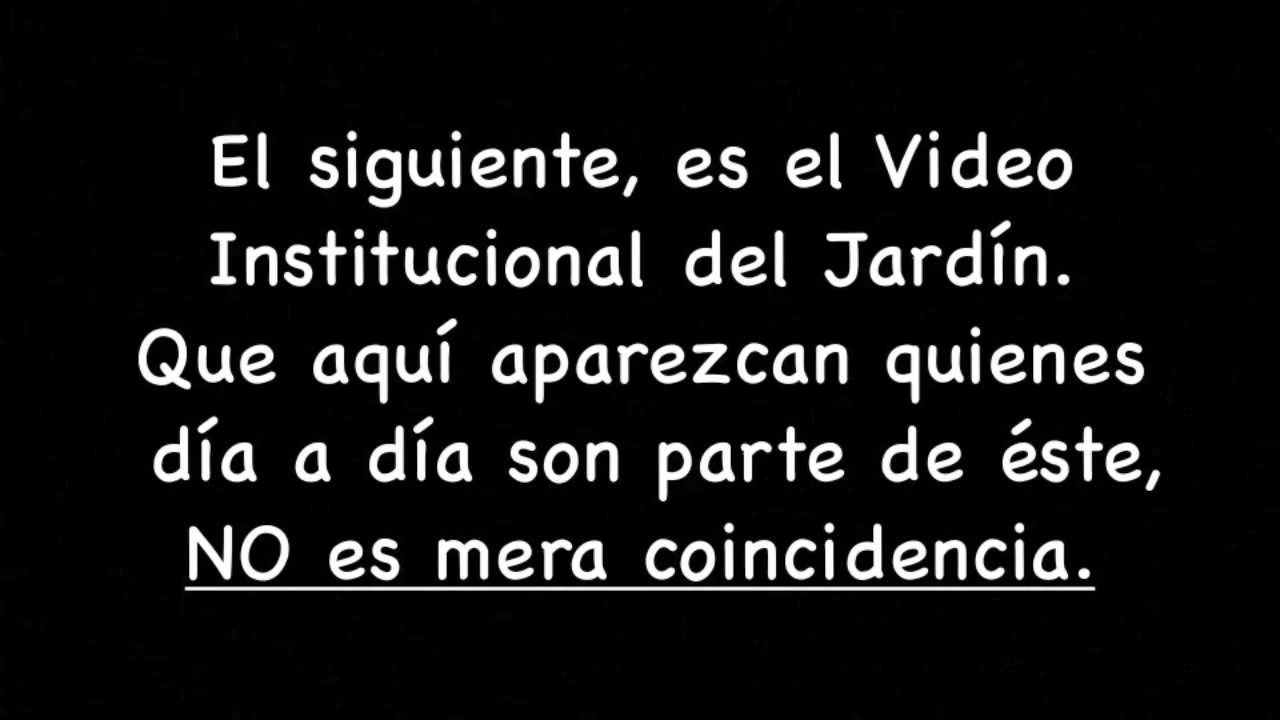 El siguiente, es el Video
Institucional del Jardín.
Que aquí aparezcan quienes
día a día son parte de éste,
NO es mera coincidencia.